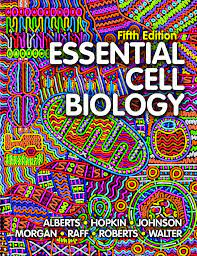 Fifth Edition
ESSENTIAL
CELL
BIOLOGY
ALBERTS • HOPKIN • JOHNSON
MORGAN • RAFF • ROBERTS • WALTER